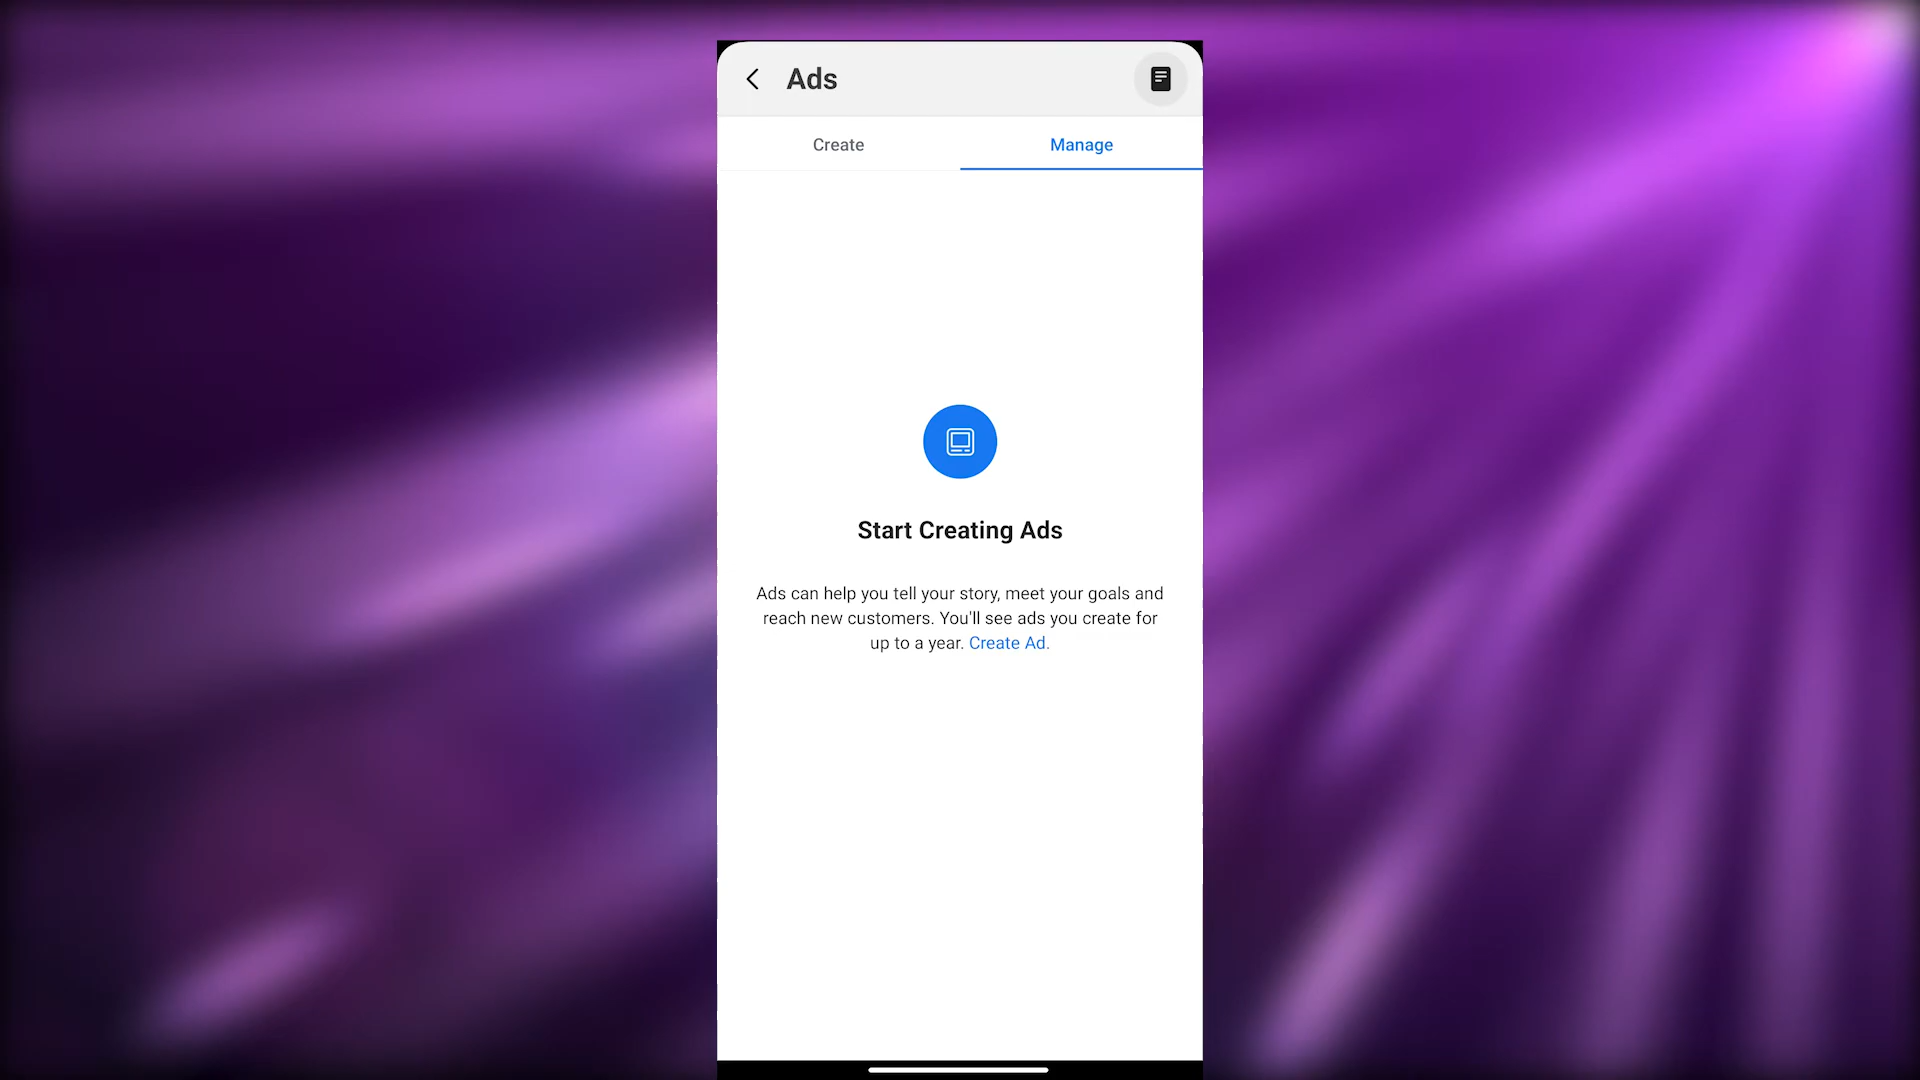 Ads
Create
Manage
Start Creating Ads
Ads can help you tell your story, meet your goals and
reach new customers. You'll see ads you create for
up to a year. Create Ad.